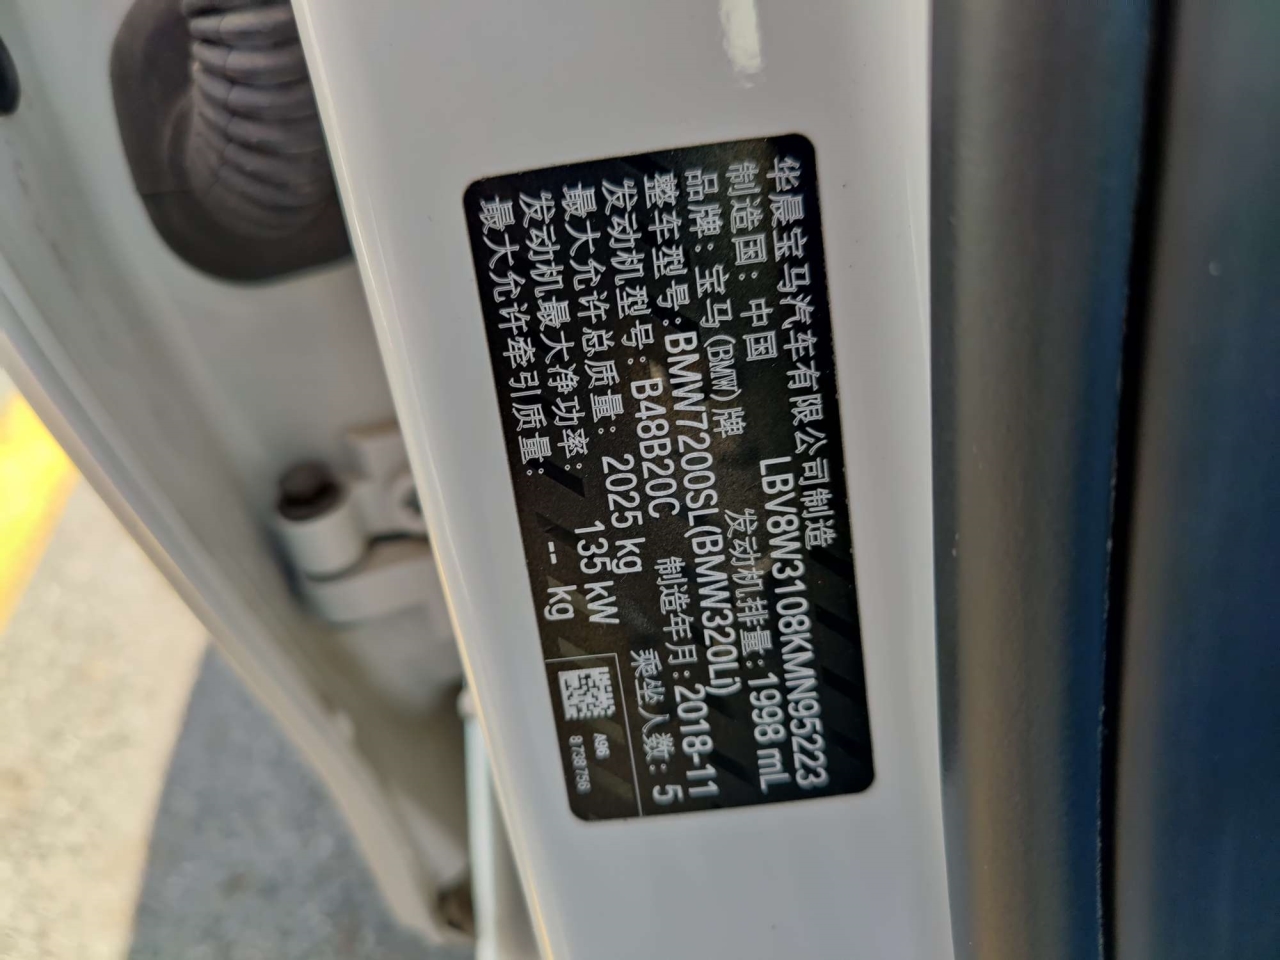 华晨宝马汽车有限公司制造
制造国：中国 LBV8W3108KMN95223
品牌：宝马(BMW)牌 发动机排量：1998 mL
整车型号：BMW7200SL(BMW320Li)
发动机型号：B48B20C 制造年月：2018-11
最大允许总质量：2025 kg 乘坐人数：5
发动机最大净功率：135 kW
最大允许牵引质量：-- kg
A96
8 738 756